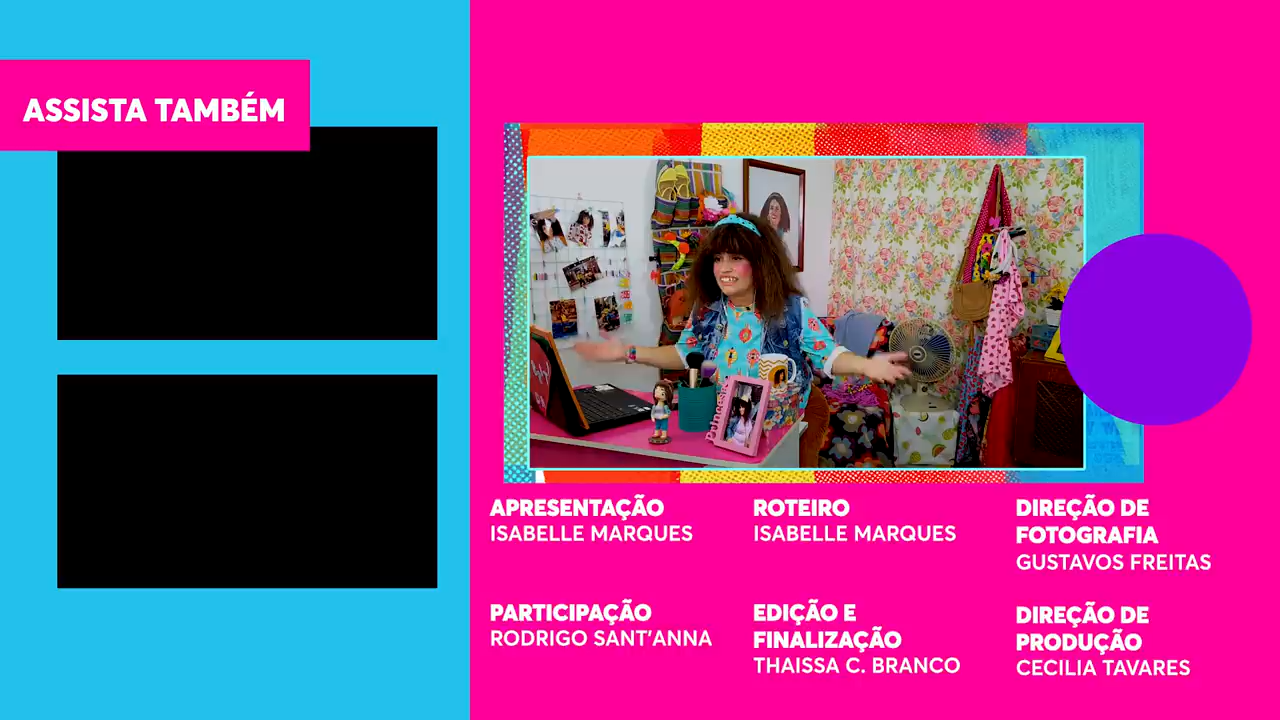 ASSISTA TAMBÉM
APRESENTAÇÃO
ISABELLE MARQUES
ROTEIRO
ISABELLE MARQUES
DIREÇÃO DE
FOTOGRAFIA
GUSTAVOS FREITAS
PARTICIPAÇÃO
RODRIGO SANT'ANNA
EDIÇÃO E
FINALIZAÇÃO
THAISSA C. BRANCO
DIREÇÃO DE
PRODUÇÃO
CECILIA TAVARES